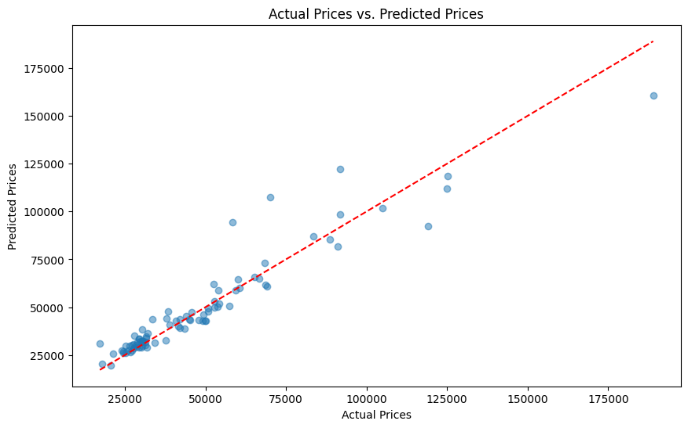 Actual Prices vs. Predicted Prices
175000
150000
125000
100000
75000
50000
25000
Predicted Prices
25000 50000 75000 100000 125000 150000 175000
Actual Prices